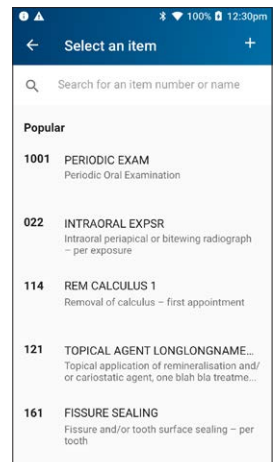 100% 12:30pm
Select an item
Search for an item number or name
Popular
1001 PERIODIC EXAM
Periodic Oral Examination
022 INTRAORAL EXPSR
Intraoral periapical or bitewing radiograph
– per exposure
114 REM CALCULUS 1
Removal of calculus – first appointment
121 TOPICAL AGENT LONGLONGNAME...
Topical application of remineralisation and/
or cariostatic agent, one blah bla treatme...
161 FISSURE SEALING
Fissure and/or tooth surface sealing – per
tooth